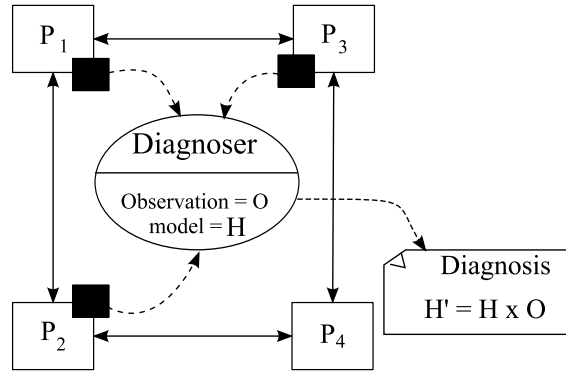 P1
P3
Diagnoser
Observation = O
model = H
Diagnosis
H' = H x O
P2
P4